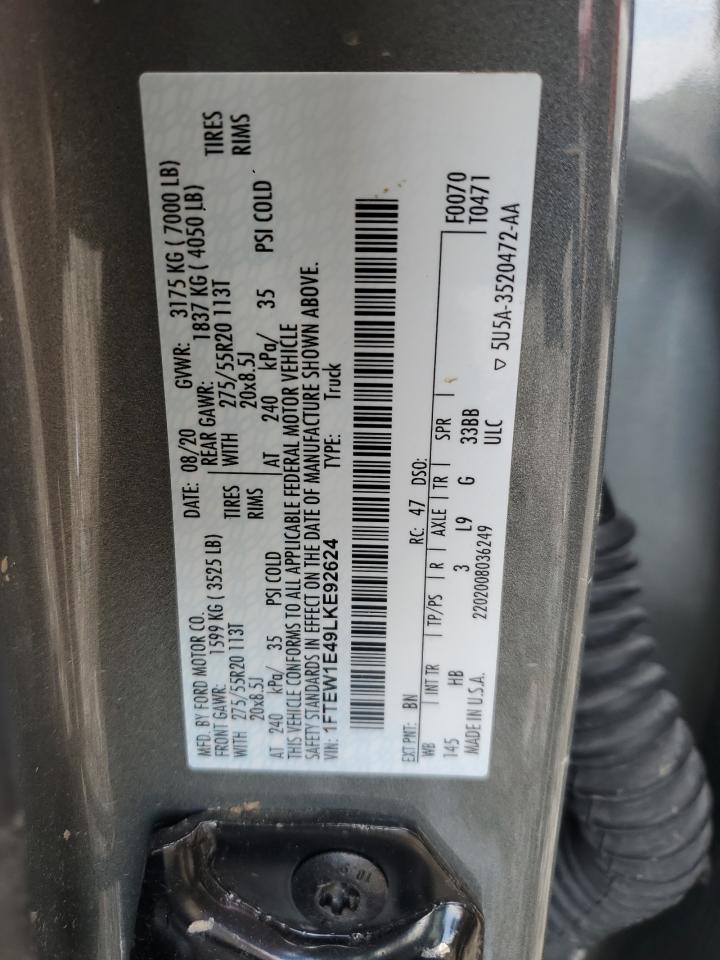 MFD. BY FORD MOTOR CO.
DATE: 08/20 GVWR: 3175 KG ( 7000 LB)
FRONT GAWR: 1599 KG ( 3525 LB) REAR GAWR: 1837 KG ( 4050 LB)
WITH 275/55R20 113T TIRES WITH 275/55R20 113T TIRES
20x8.5J RIMS 20x8.5J RIMS
AT 240 kPa/ 35 PSI COLD AT 240 kPa/ 35 PSI COLD
THIS VEHICLE CONFORMS TO ALL APPLICABLE FEDERAL MOTOR VEHICLE
SAFETY STANDARDS IN EFFECT ON THE DATE OF MANUFACTURE SHOWN ABOVE.
VIN: 1FTEW1E49LKE92624 TYPE: Truck
EXT PNT: BN RC: 47 DSO:
WB INT TR TP/PS R AXLE TR SPR F0070
145 HB 3 L9 G 33BB T0471
MADE IN U.S.A. 2202008036249 ULC
▽ 5U5A-3520472-AA